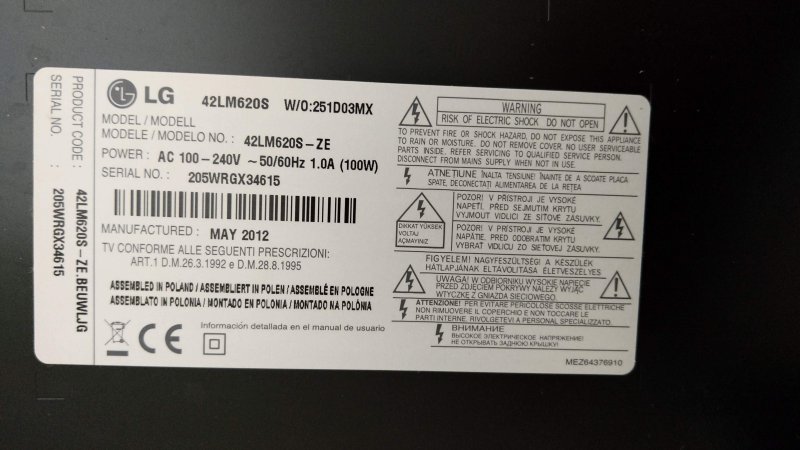 LG 42LM620S W/O:251D03MX
MODEL / MODELL
MODELE / MODELO NO. : 42LM620S-ZE
POWER : AC 100-240V ~50/60Hz 1.0A (100W)
SERIAL NO. : 205WRGX34615
MANUFACTURED : MAY 2012
TV CONFORME ALLE SEGUENTI PRESCRIZIONI:
ART.1 D.M.26.3.1992 e D.M.28.8.1995
ASSEMBLED IN POLAND / ASSEMBLIERT IN POLEN / ASSEMBLÉ EN POLOGNE
ASSEMBLATO IN POLONIA / MONTADO EN POLONIA / MONTADO NA POLÓNIA
CE
Información detallada en el manual de usuario
PRODUCT CODE : 42LM620S-ZE.BEUWLJG
SERIAL NO. : 205WRGX34615
WARNING
RISK OF ELECTRIC SHOCK DO NOT OPEN
TO PREVENT FIRE OR SHOCK HAZARD, DO NOT EXPOSE THIS APPLIANCE
TO RAIN OR MOISTURE. DO NOT REMOVE COVER. NO USER SERVICEABLE
PARTS INSIDE. REFER SERVICING TO QUALIFIED SERVICE PERSON.
DISCONNECT FROM MAINS SUPPLY WHEN NOT IN USE.
ATNEŢIUNE ÎNALTA TENSIUNE! ÎNAINTE DE A SCOATE PLACA
SPATE, DECONECTAŢI ALIMENTAREA DE LA REŢEA
DIKKAT YÜKSEK
VOLTAJ
AÇMAYINIZ
POZOR! V PŘÍSTROJI JE VYSOKÉ
NAPĚTÍ, PŘED SEJMUTÍM KRYTU
VYJMOUT VIDLICI ZE SÍŤOVÉ ZÁSUVKY.
POZOR! V PRÍSTROJI JE VYSOKÉ
NAPÄTIE. PRED ODOBRATÍM KRYTU
VYBRAT VIDLICU ZO SIEŤOVEJ ZÁSUVKY.
FIGYELEM! NAGYFESZÜLTSÉG! A KÉSZÜLÉK
HÁTLAPJÁNAK ELTÁVOLÍTÁSA ÉLETVESZÉLYES.
UWAGA! W ODBIORNIKU WYSOKIE NAPIĘCIE
PRZED ZDJĘCIEM POKRYWY NALEŻY WYJĄĆ
WTYCZKĘ Z GNIAZDA SIECIOWEGO.
ATTENZIONE! PER EVITARE PERICOLOSE SCOSSE ELETTRICHE
NON RIMUOVERE IL COPERCHIO E NON TOCCARE LE
PARTI INTERNE, RIVOLGETEVI A PERSONAL SPECIALIZZATO.
ВНИМАНИЕ
ВЫСОКОЕ ЭЛЕКТРИЧЕСКОЕ НАПРЯЖЕНИЕ!
НЕ ОТКРЫВАТЬ ЗАДНЮЮ КРЫШКУ!
MEZ64376910